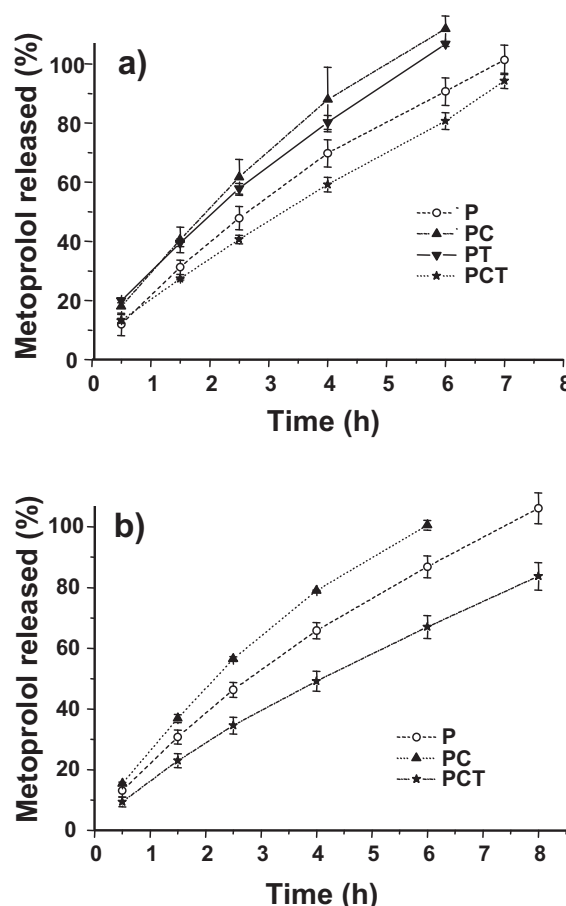 a)
Metoprolol released (%)
100
80
60
40
20
0
P
PC
PT
PCT
0 1 2 3 4 5 6 7 8
Time (h)
b)
Metoprolol released (%)
100
80
60
40
20
0
P
PC
PCT
0 1 2 3 4 5 6 7 8
Time (h)